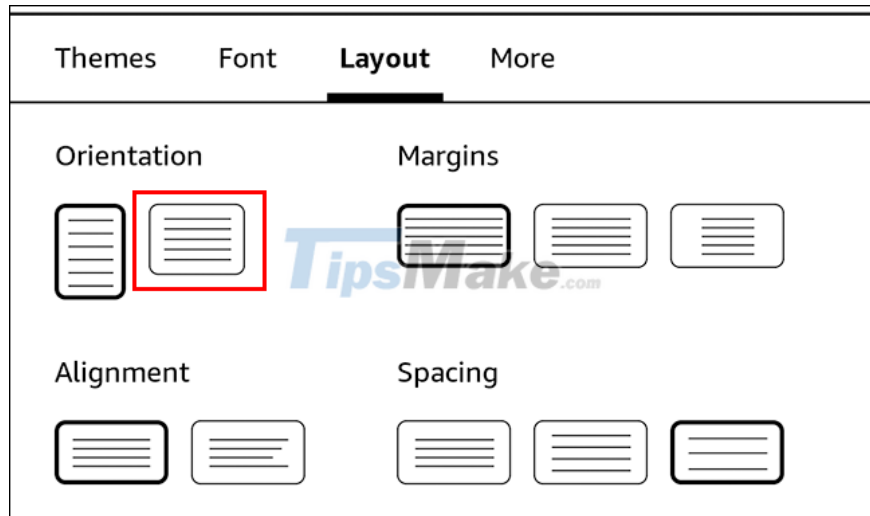 Themes Font Layout More
Orientation Margins
TipsMake.com
Alignment Spacing